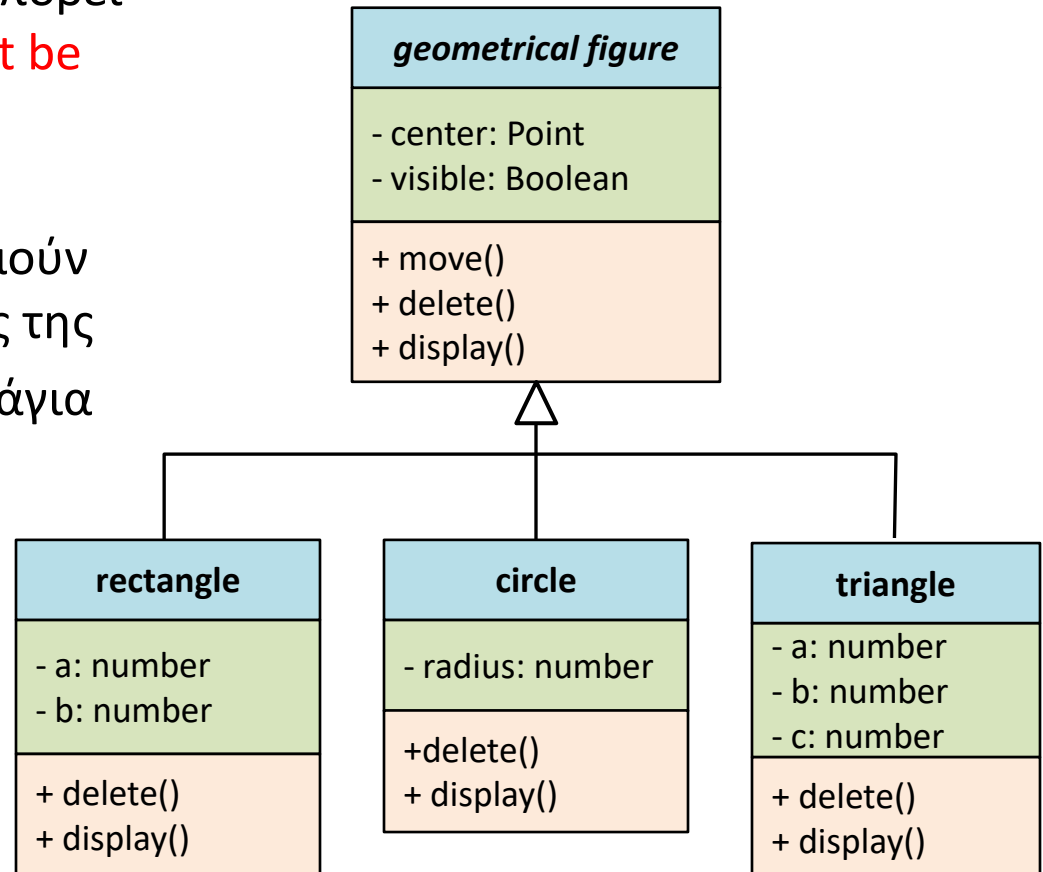 t be
ιούν
ς της
άγια
geometrical figure
- center: Point
- visible: Boolean
+ move()
+ delete()
+ display()
rectangle
- a: number
- b: number
+ delete()
+ display()
circle
- radius: number
+delete()
+ display()
triangle
- a: number
- b: number
- c: number
+ delete()
+ display()